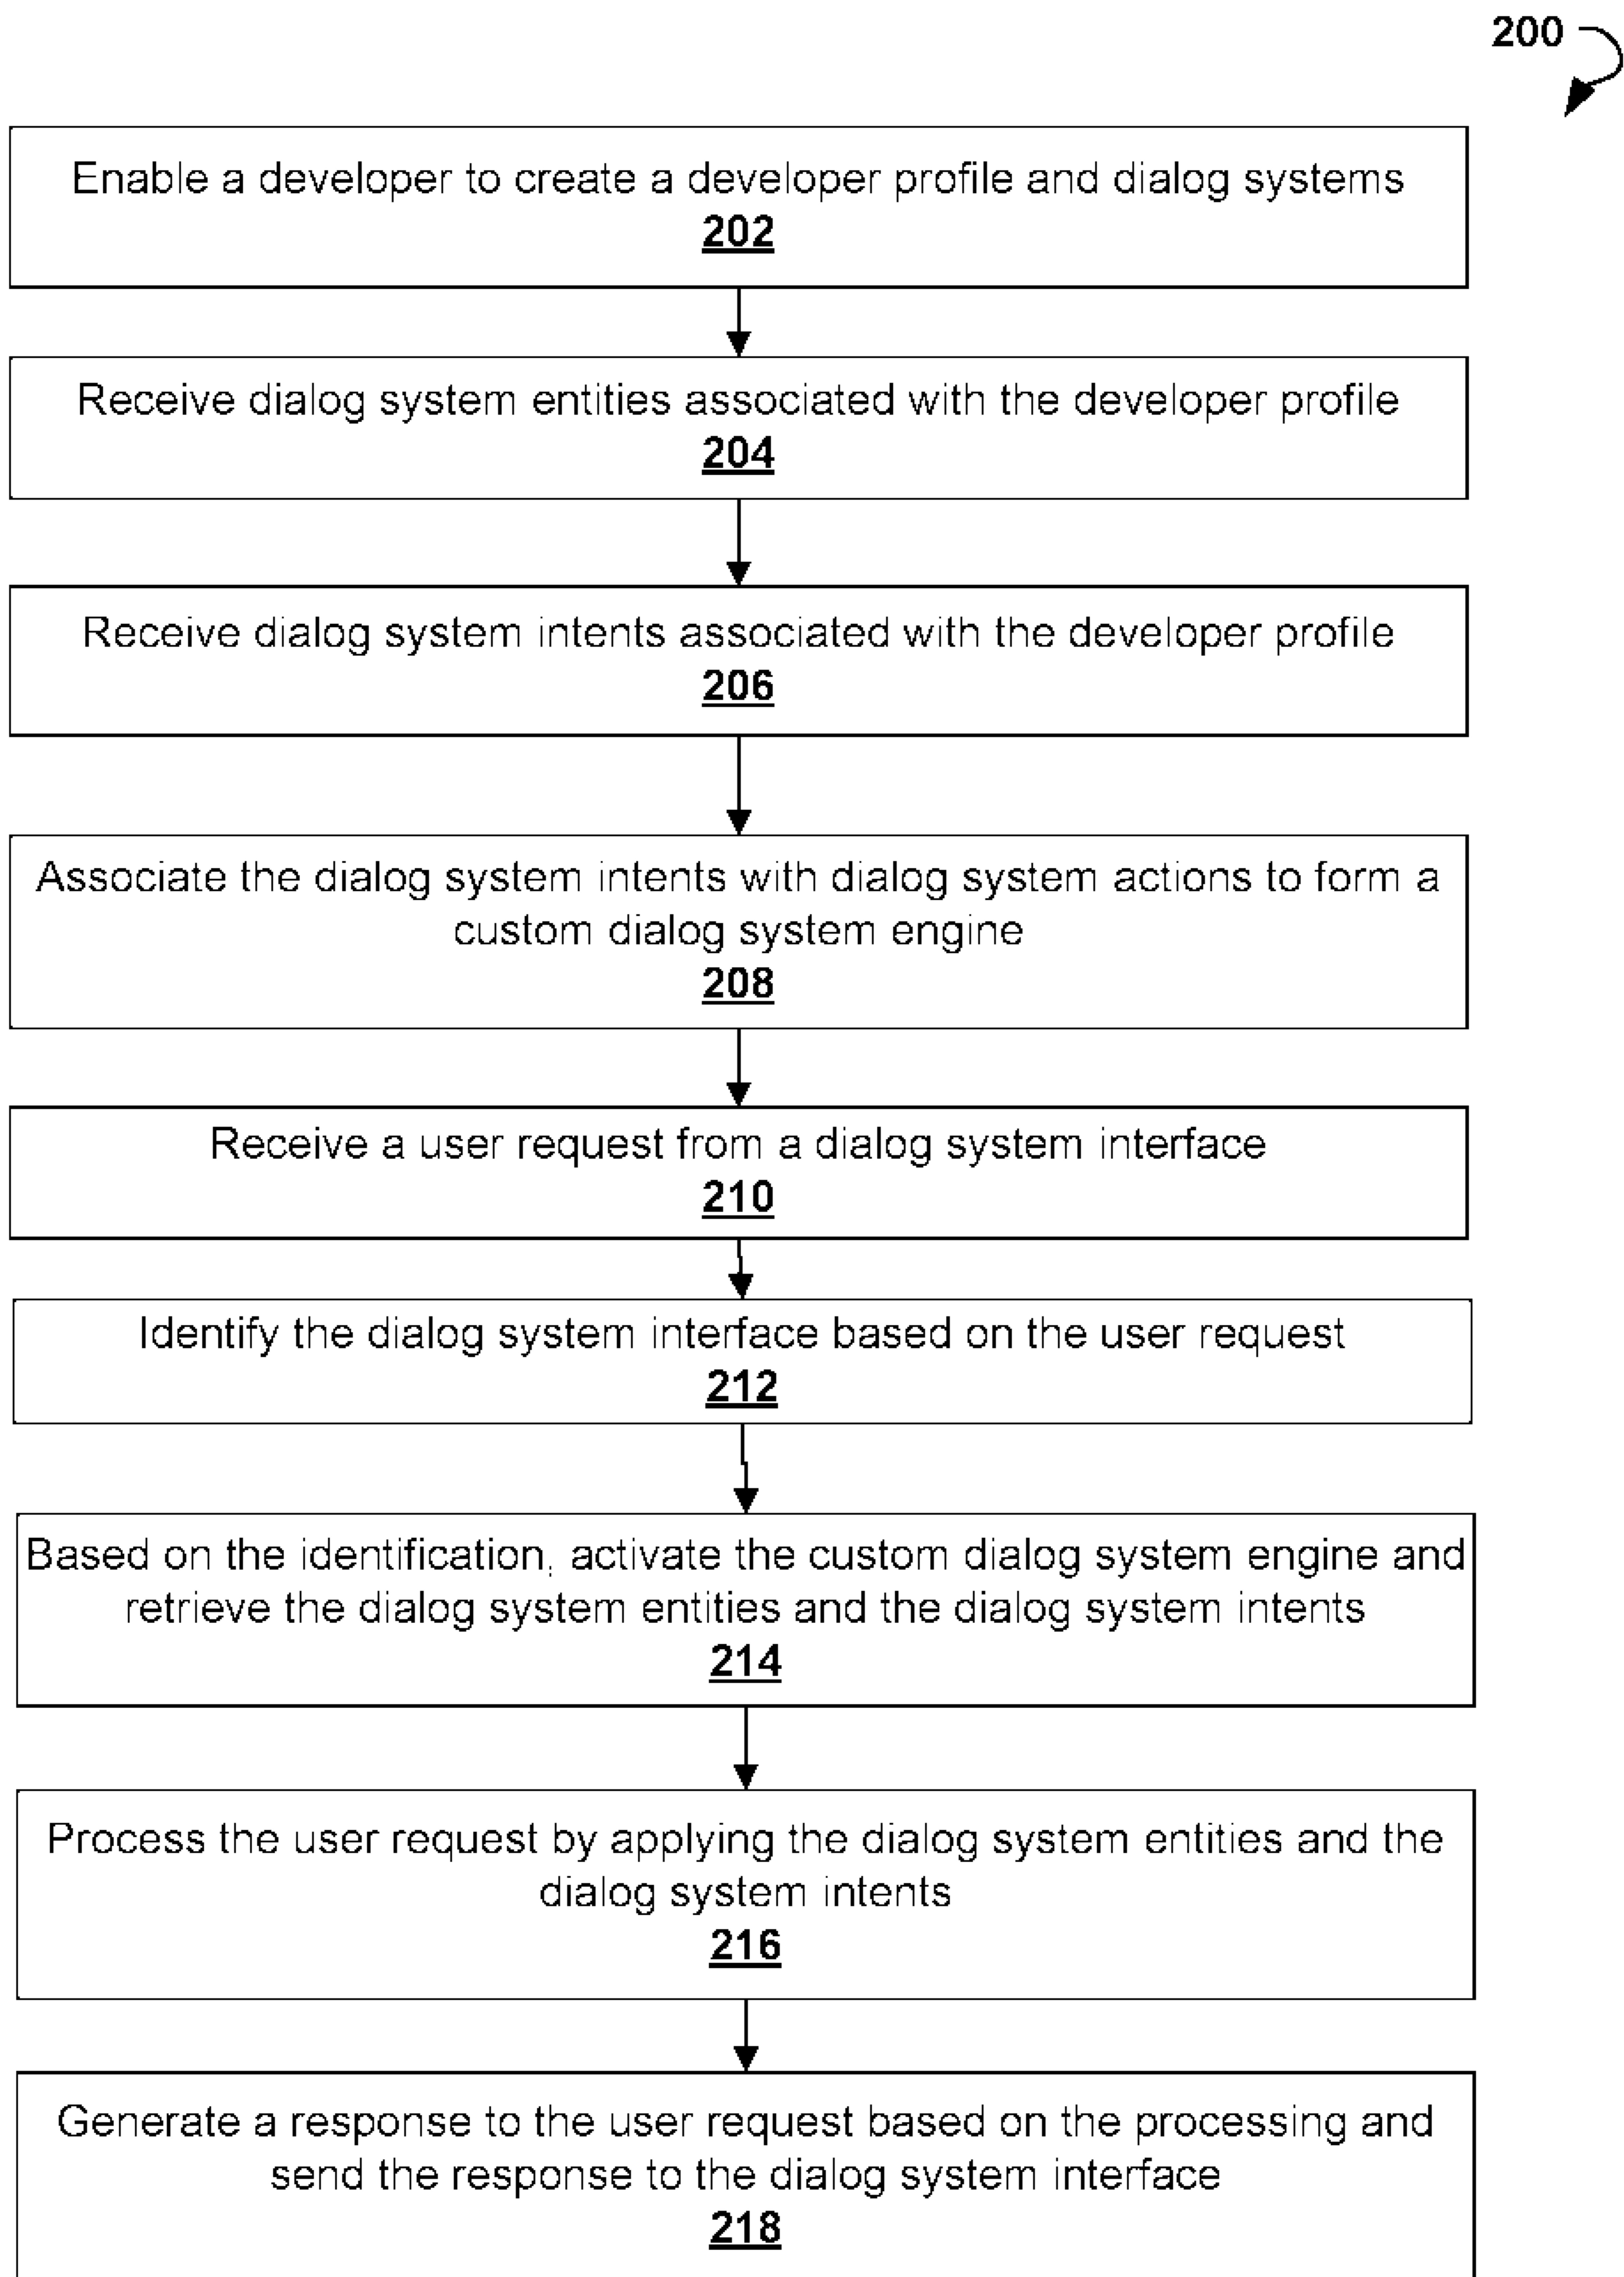 200
Enable a developer to create a developer profile and dialog systems
202
Receive dialog system entities associated with the developer profile
204
Receive dialog system intents associated with the developer profile
206
Associate the dialog system intents with dialog system actions to form a
custom dialog system engine
208
Receive a user request from a dialog system interface
210
Identify the dialog system interface based on the user request
212
Based on the identification, activate the custom dialog system engine and
retrieve the dialog system entities and the dialog system intents
214
Process the user request by applying the dialog system entities and the
dialog system intents
216
Generate a response to the user request based on the processing and
send the response to the dialog system interface
218